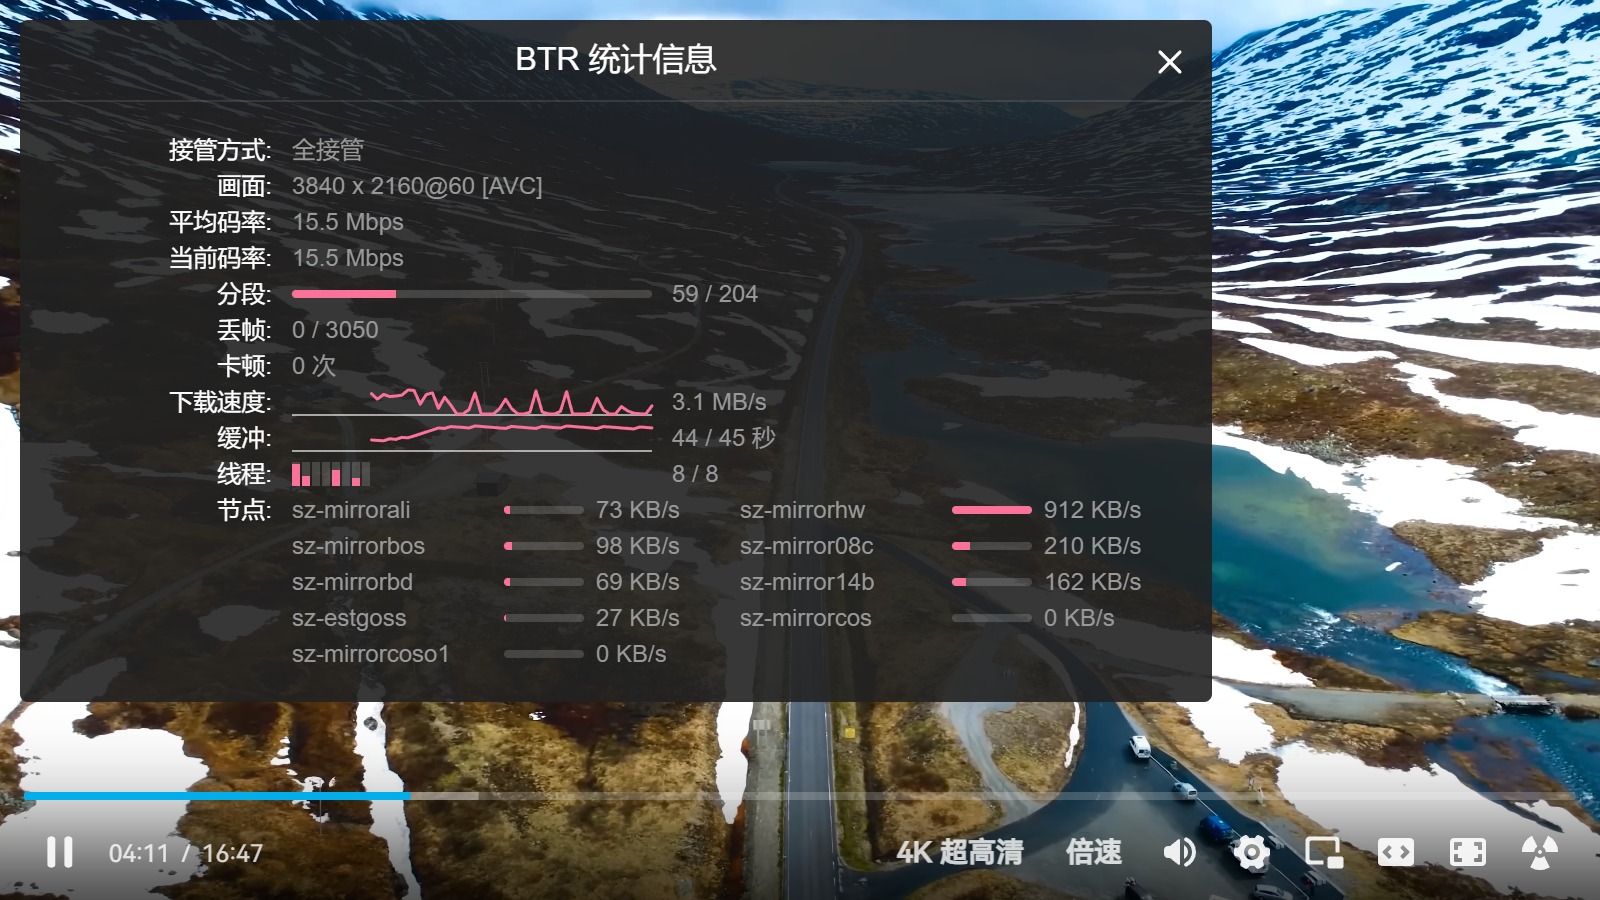 BTR 统计信息
接管方式: 全接管
画面: 3840 x 2160@60 [AVC]
平均码率: 15.5 Mbps
当前码率: 15.5 Mbps
分段: 59 / 204
丢帧: 0 / 3050
卡顿: 0 次
下载速度: 3.1 MB/s
缓冲: 44 / 45 秒
线程: 8 / 8
节点: sz-mirrorali 73 KB/s sz-mirrorhw 912 KB/s
sz-mirrorbos 98 KB/s sz-mirror08c 210 KB/s
sz-mirrorbd 69 KB/s sz-mirror14b 162 KB/s
sz-estgoss 27 KB/s sz-mirrorcos 0 KB/s
sz-mirrorcoso1 0 KB/s
04:11 / 16:47 4K 超高清 倍速